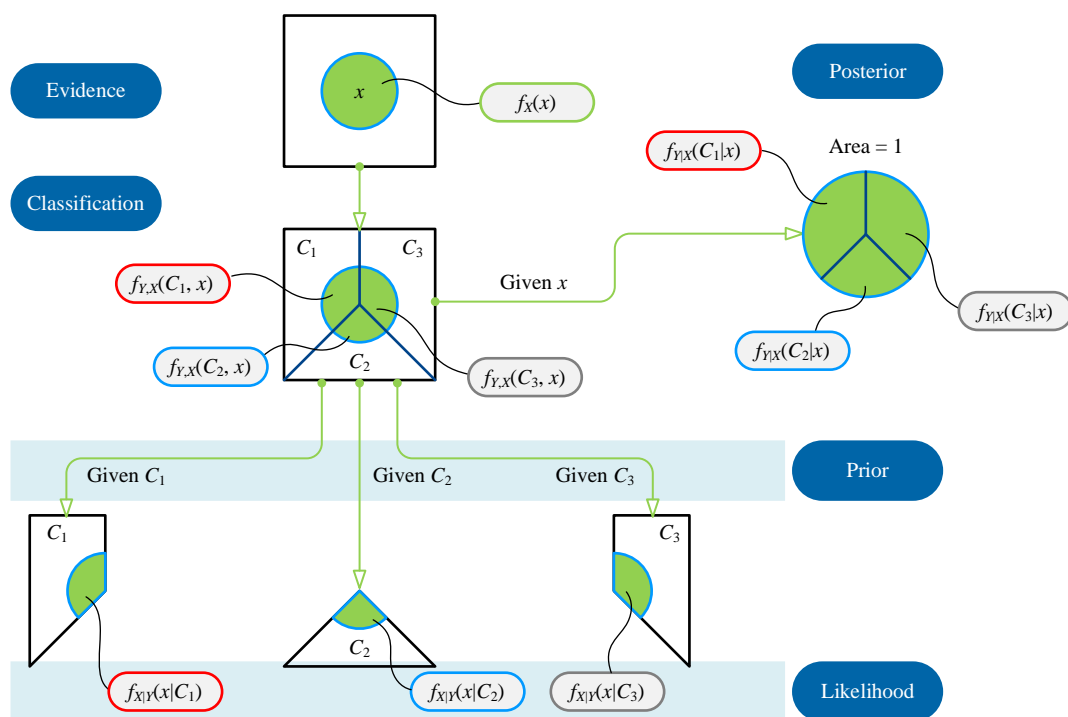 Evidence
x
f_X(x)
Posterior
Area = 1
f_{Y|X}(C_1|x)
Classification
C_1
C_3
f_{Y,X}(C_1, x)
Given x
f_{Y|X}(C_3|x)
f_{Y,X}(C_2, x)
C_2
f_{Y,X}(C_3, x)
f_{Y|X}(C_2|x)
Given C_1
Given C_2
Given C_3
Prior
C_1
C_3
C_2
f_{X|Y}(x|C_1)
f_{X|Y}(x|C_2)
f_{X|Y}(x|C_3)
Likelihood